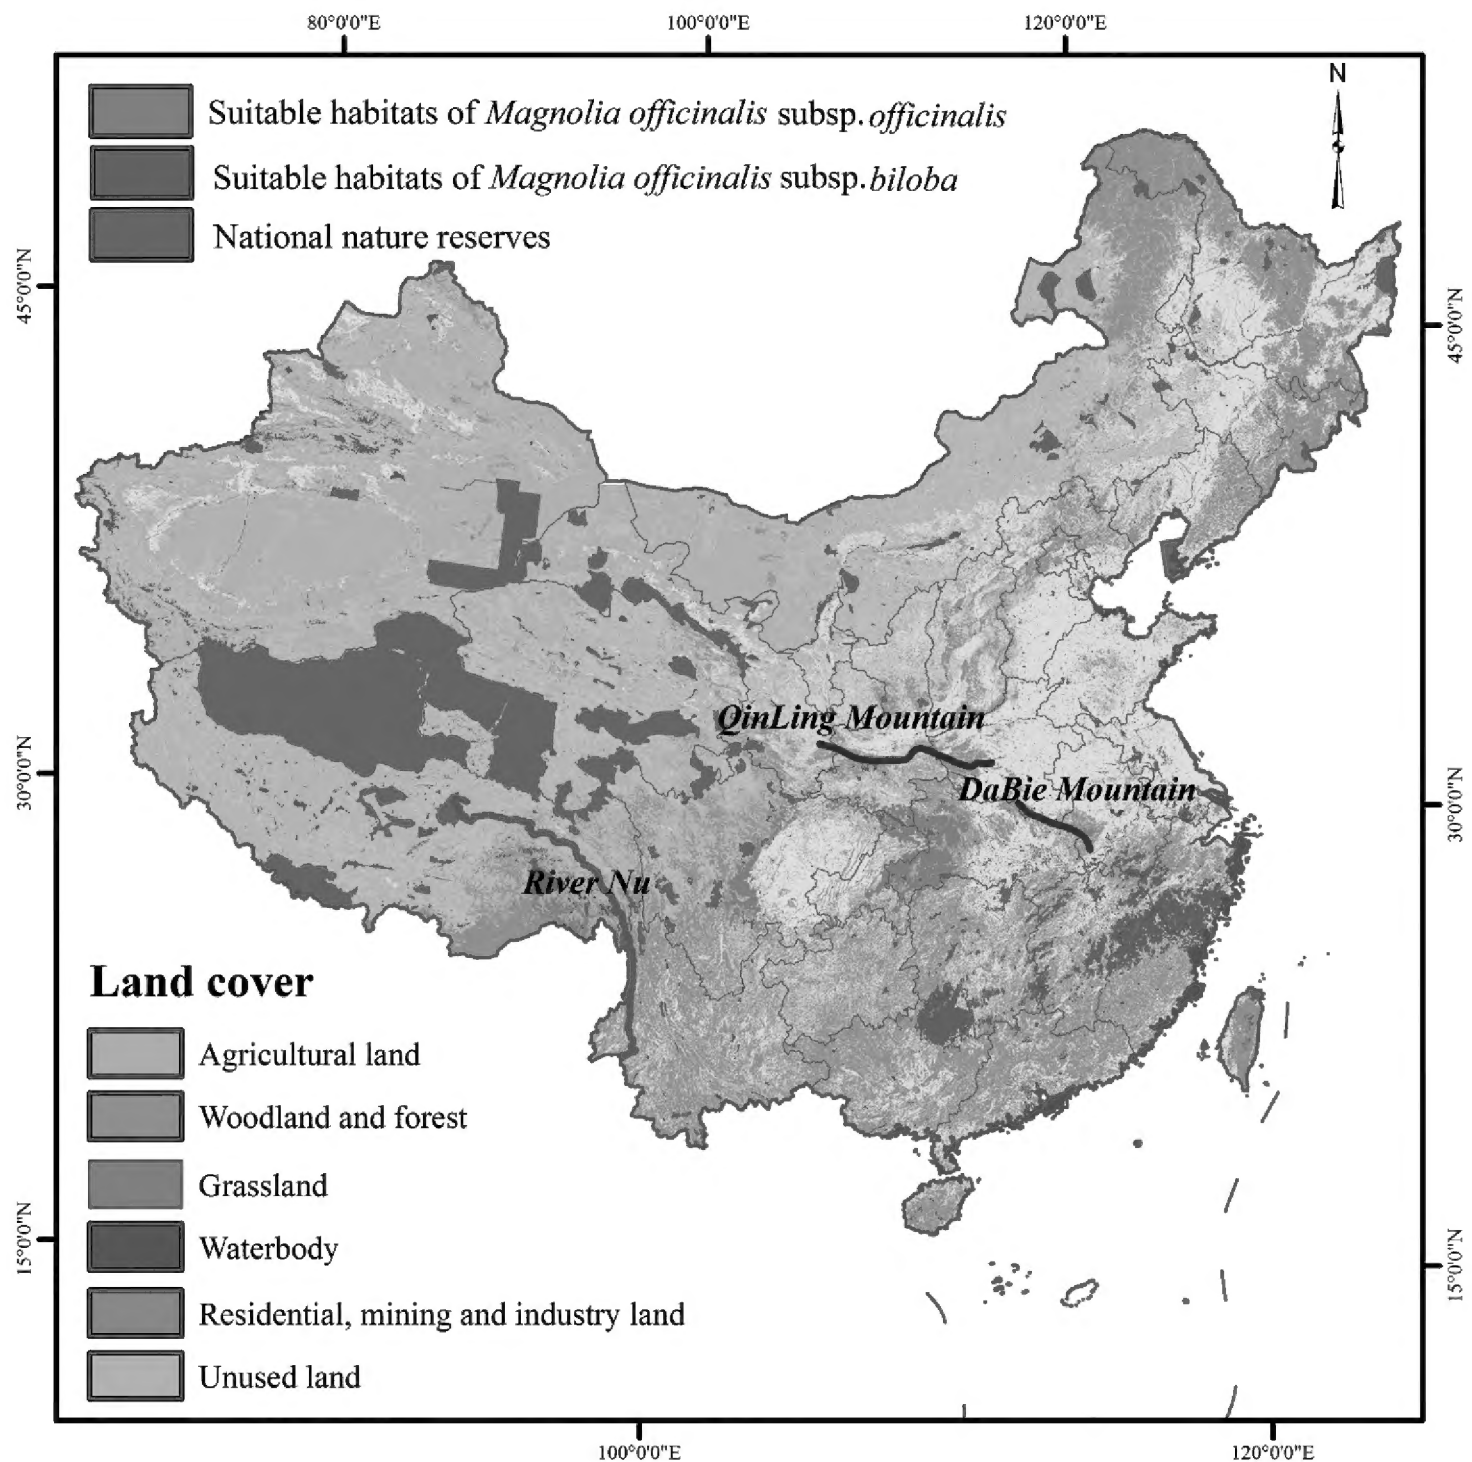 80°0'0"E
100°0'0"E
120°0'0"E
N
Suitable habitats of Magnolia officinalis subsp. officinalis
Suitable habitats of Magnolia officinalis subsp. biloba
National nature reserves
45°0'0"N
45°0'0"N
QinLing Mountain
30°0'0"N
DaBie Mountain
30°0'0"N
River Nu
Land cover
Agricultural land
Woodland and forest
Grassland
15°0'0"N
Waterbody
15°0'0"N
Residential, mining and industry land
Unused land
100°0'0"E
120°0'0"E